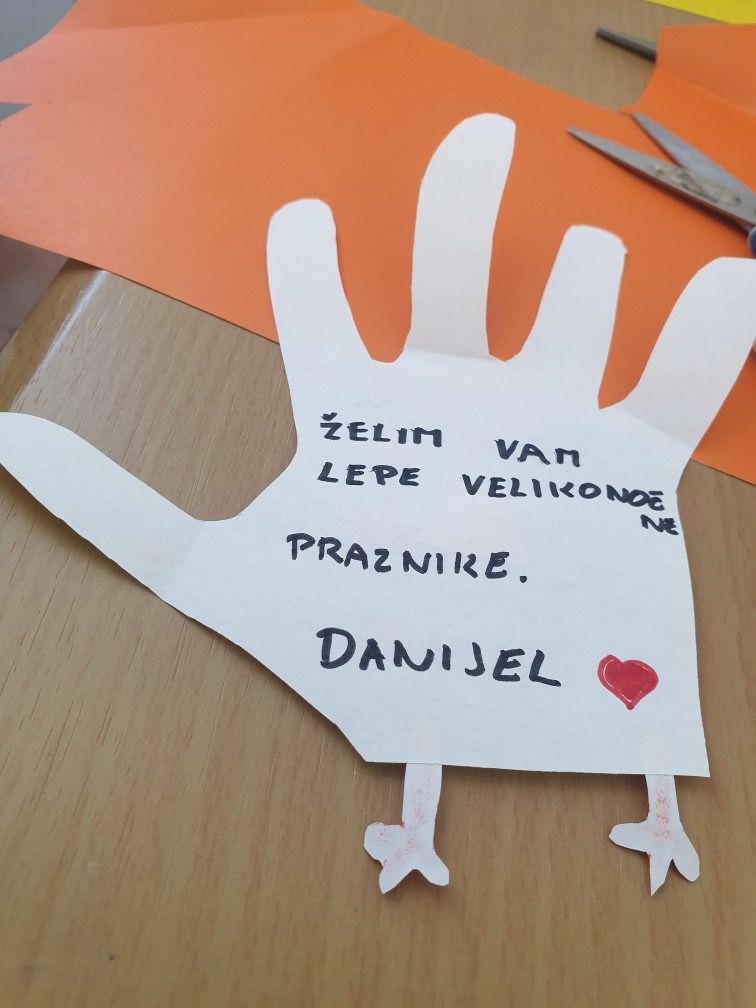 ŽELIM VAM
LEPE VELIKONOČ
NE
PRAZNIKE.
DANIJEL